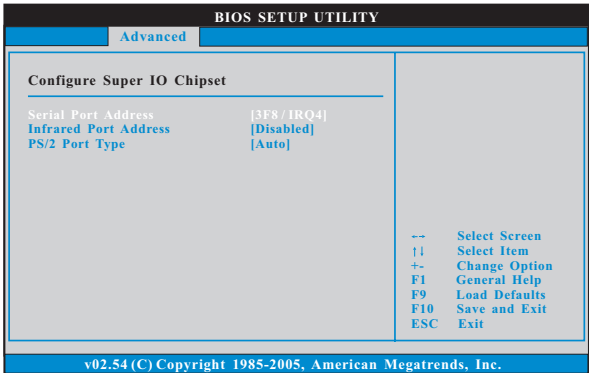 BIOS SETUP UTILITY
Advanced
Configure Super IO Chipset
Serial Port Address [3F8 / IRQ4]
Infrared Port Address [Disabled]
PS/2 Port Type [Auto]
←→ Select Screen
↑↓ Select Item
+- Change Option
F1 General Help
F9 Load Defaults
F10 Save and Exit
ESC Exit
v02.54 (C) Copyright 1985-2005, American Megatrends, Inc.